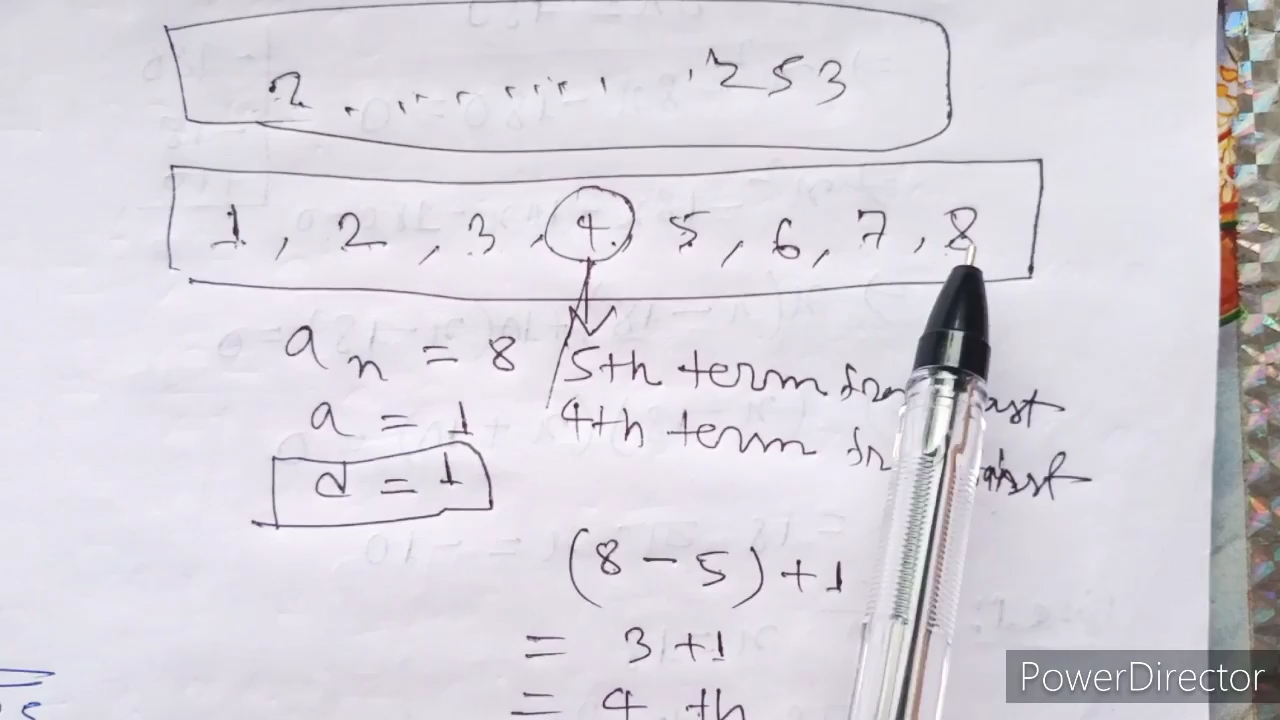 2 ............ 253
1, 2, 3, 4, 5, 6, 7, 8
aₙ = 8
5th term
a = 1
4th term
d = 1
(8 - 5) + 1
= 3 + 1
= 4 th
PowerDirector